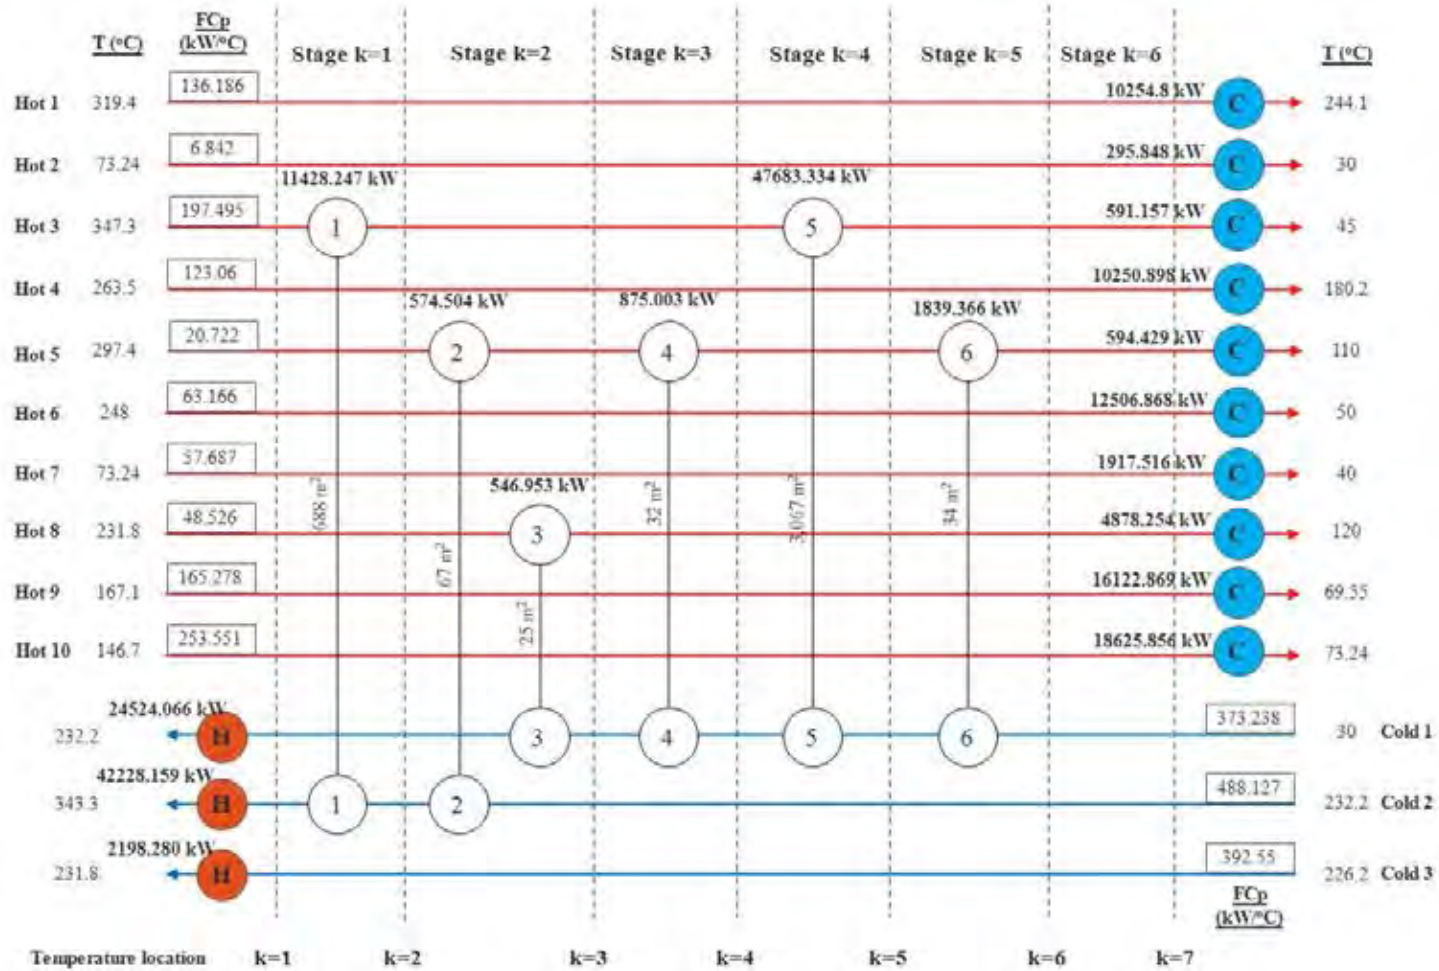 FCp
T (°C) (kW/°C) Stage k=1 Stage k=2 Stage k=3 Stage k=4 Stage k=5 Stage k=6 T (°C)
Hot 1 319.4 136.186 10254.8 kW C 244.1
Hot 2 73.24 6.842 295.848 kW C 30
11428.247 kW 47683.334 kW
Hot 3 347.3 197.495 1 5 591.157 kW C 45
Hot 4 263.5 123.06 10250.898 kW C 180.2
574.504 kW 875.003 kW 1839.366 kW
Hot 5 297.4 20.722 2 4 6 594.429 kW C 110
Hot 6 248 63.166 12506.868 kW C 50
Hot 7 73.24 57.687 1917.516 kW C 40
688 m² 546.953 kW 32 m² 3,067 m² 34 m²
Hot 8 231.8 48.526 3 4878.254 kW C 120
67 m²
Hot 9 167.1 165.278 16122.869 kW C 69.55
25 m²
Hot 10 146.7 253.551 18625.856 kW C 73.24
24524.066 kW
232.2 H 3 4 5 6 373.238 30 Cold 1
42228.159 kW
343.3 H 1 2 488.127 232.2 Cold 2
2198.280 kW
231.8 H 392.55 226.2 Cold 3
FCp
(kW/°C)
Temperature location k=1 k=2 k=3 k=4 k=5 k=6 k=7